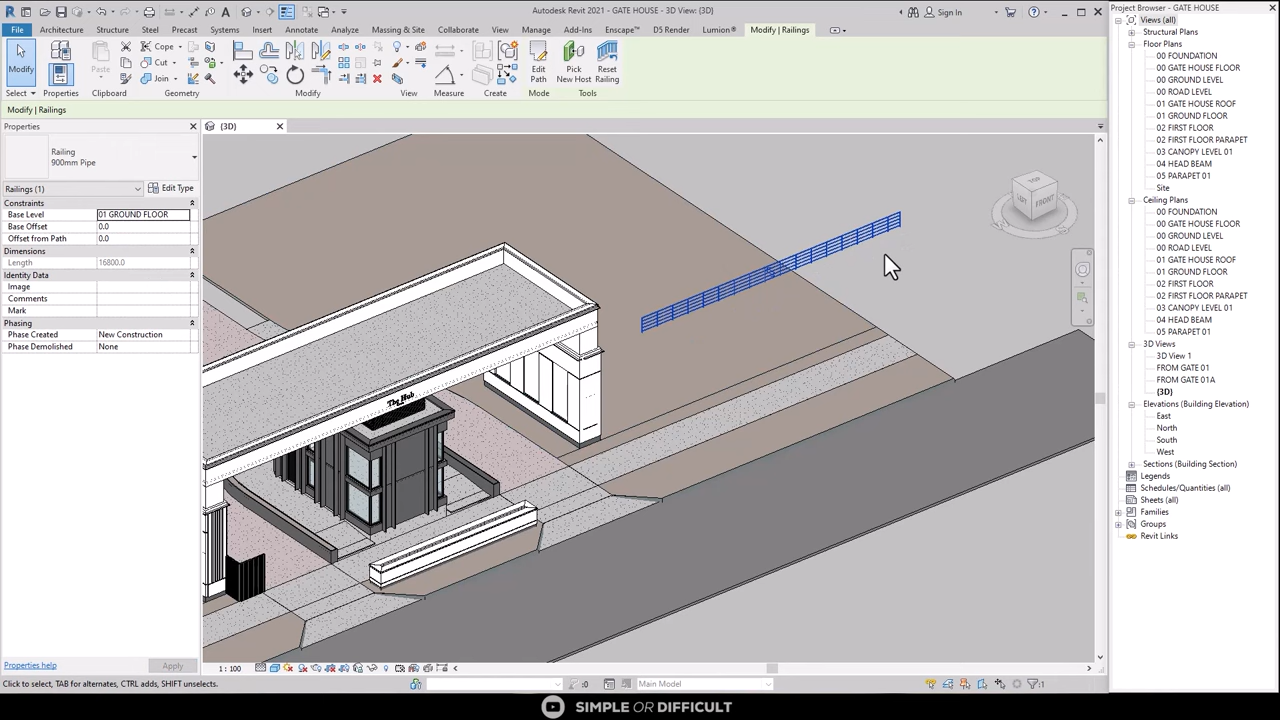 Autodesk Revit 2021 - GATE HOUSE - 3D View: {3D}
Sign In
File Architecture Structure Steel Precast Systems Insert Annotate Analyze Massing & Site Collaborate View Manage Add-Ins Enscape™ D5 Render Lumion® Modify | Railings
Modify
Properties
Paste
Cope
Cut
Join
Edit Path
Pick New Host
Reset Railing
Select Properties Clipboard Geometry Modify View Measure Create Mode Tools
Modify | Railings
Properties
Railing
900mm Pipe
Railings (1) Edit Type
Constraints
Base Level 01 GROUND FLOOR
Base Offset 0.0
Offset from Path 0.0
Dimensions
Length 16800.0
Identity Data
Image
Comments
Mark
Phasing
Phase Created New Construction
Phase Demolished None
Properties help Apply
{3D}
TOP
LEFT
FRONT
The Hub
1 : 100
Click to select, TAB for alternates, CTRL adds, SHIFT unselects.
:0
Main Model
:1
Project Browser - GATE HOUSE
Views (all)
Structural Plans
Floor Plans
00 FOUNDATION
00 GATE HOUSE FLOOR
00 GROUND LEVEL
00 ROAD LEVEL
01 GATE HOUSE ROOF
01 GROUND FLOOR
02 FIRST FLOOR
02 FIRST FLOOR PARAPET
03 CANOPY LEVEL 01
04 HEAD BEAM
05 PARAPET 01
Site
Ceiling Plans
00 FOUNDATION
00 GATE HOUSE FLOOR
00 GROUND LEVEL
00 ROAD LEVEL
01 GATE HOUSE ROOF
01 GROUND FLOOR
02 FIRST FLOOR
02 FIRST FLOOR PARAPET
03 CANOPY LEVEL 01
04 HEAD BEAM
05 PARAPET 01
3D Views
3D View 1
FROM GATE 01
FROM GATE 01A
{3D}
Elevations (Building Elevation)
East
North
South
West
Sections (Building Section)
Legends
Schedules/Quantities (all)
Sheets (all)
Families
Groups
Revit Links
SIMPLE OR DIFFICULT